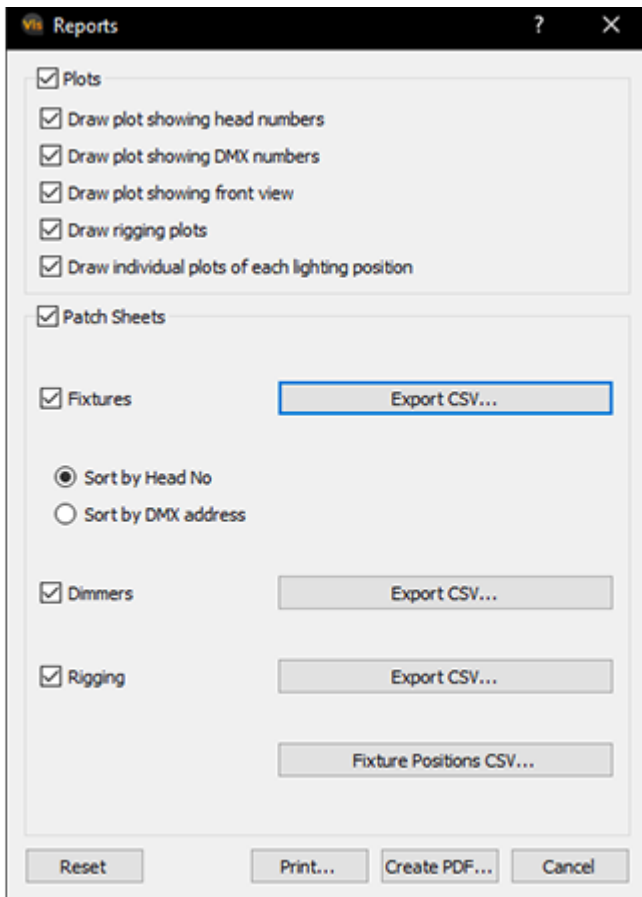 Vis Reports ?
Plots
Draw plot showing head numbers
Draw plot showing DMX numbers
Draw plot showing front view
Draw rigging plots
Draw individual plots of each lighting position
Patch Sheets
Fixtures Export CSV...
Sort by Head No
Sort by DMX address
Dimmers Export CSV...
Rigging Export CSV...
Fixture Positions CSV...
Reset Print... Create PDF... Cancel